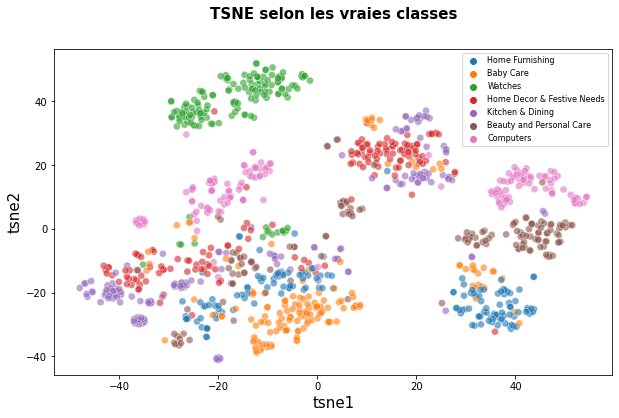 TSNE selon les vraies classes
Home Furnishing
Baby Care
Watches
Home Decor & Festive Needs
Kitchen & Dining
Beauty and Personal Care
Computers
40
20
0
−20
−40
tsne2
−40
−20
0
20
40
tsne1